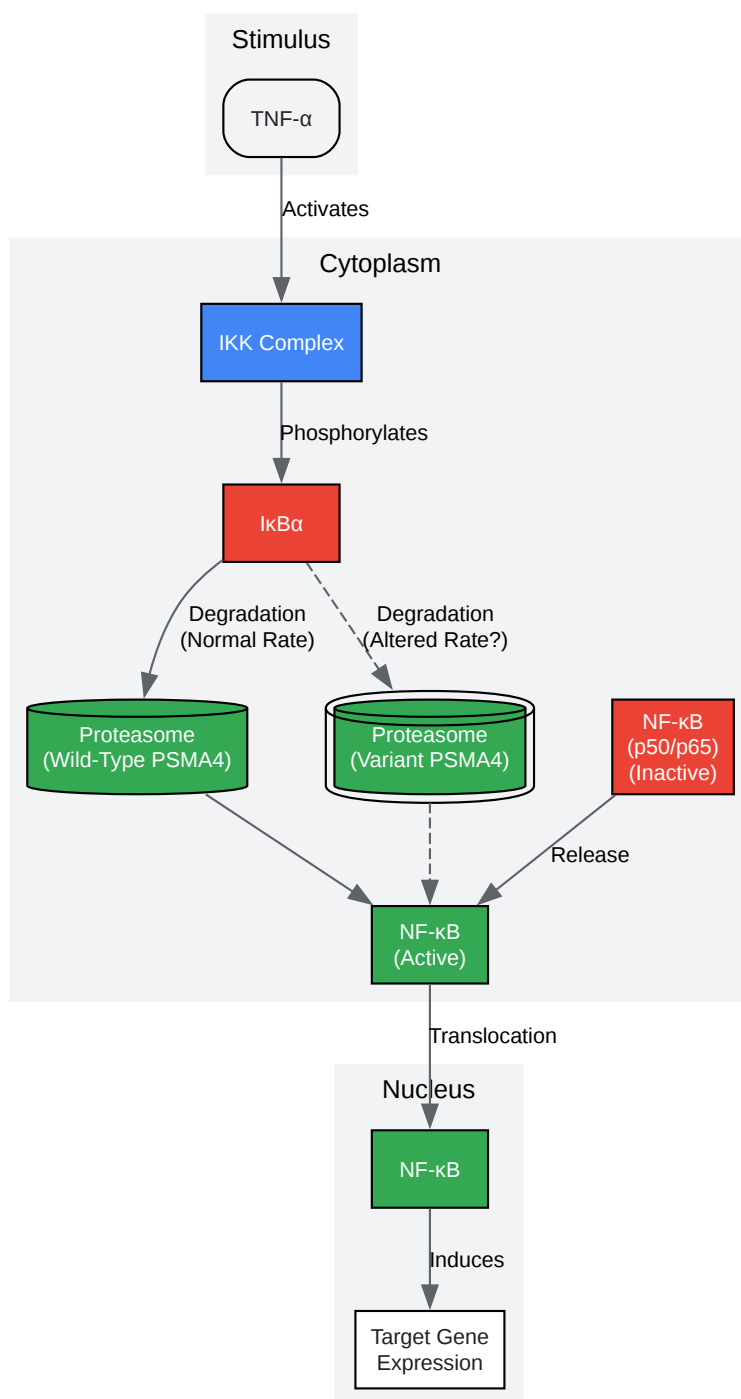 Stimulus
TNF-α
Activates
Cytoplasm
IKK Complex
Phosphorylates
IκBα
Degradation
(Normal Rate)
Degradation
(Altered Rate?)
Proteasome
(Wild-Type PSMA4)
Proteasome
(Variant PSMA4)
NF-κB
(p50/p65)
(Inactive)
Release
NF-κB
(Active)
Translocation
Nucleus
NF-κB
Induces
Target Gene
Expression